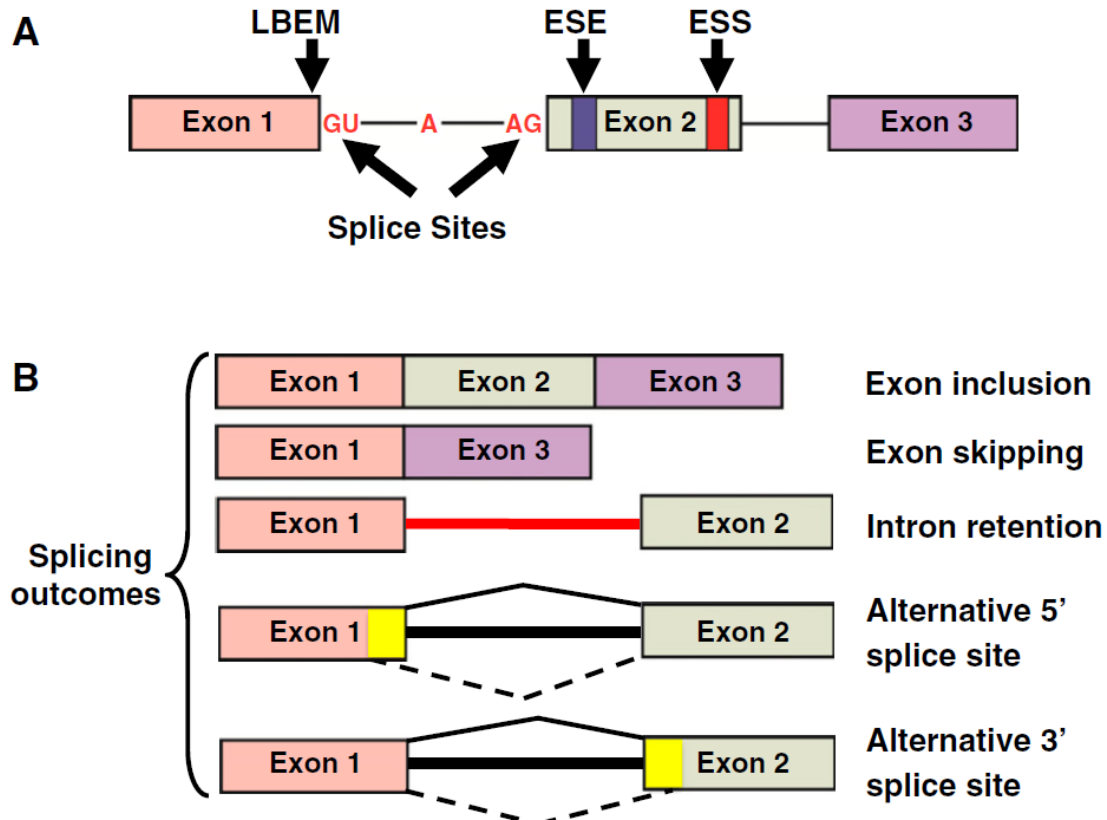 A
LBEM ESE ESS
Exon 1 GU A AG Exon 2 Exon 3
Splice Sites
B
Splicing
outcomes
Exon 1 Exon 2 Exon 3 Exon inclusion
Exon 1 Exon 3 Exon skipping
Exon 1 Exon 2 Intron retention
Exon 1 Exon 2 Alternative 5’
splice site
Exon 1 Exon 2 Alternative 3’
splice site